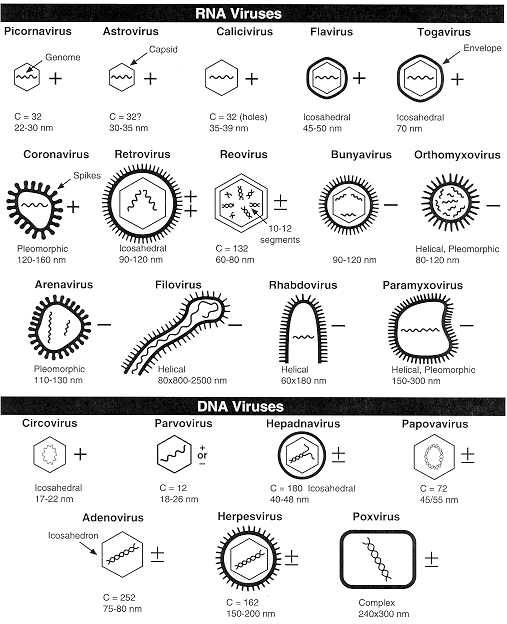 RNA Viruses
Picornavirus Astrovirus Calicivirus Flavirus Togavirus
Genome Capsid Envelope
+ + + + +
C = 32 C = 32? C = 32 (holes) Icosahedral Icosahedral
22-30 nm 30-35 nm 35-39 nm 45-50 nm 70 nm
Coronavirus Retrovirus Reovirus Bunyavirus Orthomyxovirus
Spikes
+ + + ± − −
10-12
segments
Pleomorphic Icosahedral C = 132 Helical, Pleomorphic
120-160 nm 90-120 nm 60-80 nm 90-120 nm 80-120 nm
Arenavirus Filovirus Rhabdovirus Paramyxovirus
− − − −
Pleomorphic Helical Helical Helical, Pleomorphic
110-130 nm 80x800-2500 nm 60x180 nm 150-300 nm
DNA Viruses
Circovirus Parvovirus Hepadnavirus Papovavirus
+ + or − ± ±
Icosahedral C = 12 C = 180 Icosahedral C = 72
17-22 nm 18-26 nm 40-48 nm 45/55 nm
Adenovirus Herpesvirus Poxvirus
Icosahedron
± ± ±
C = 252 C = 162 Complex
75-80 nm 150-200 nm 240x300 nm